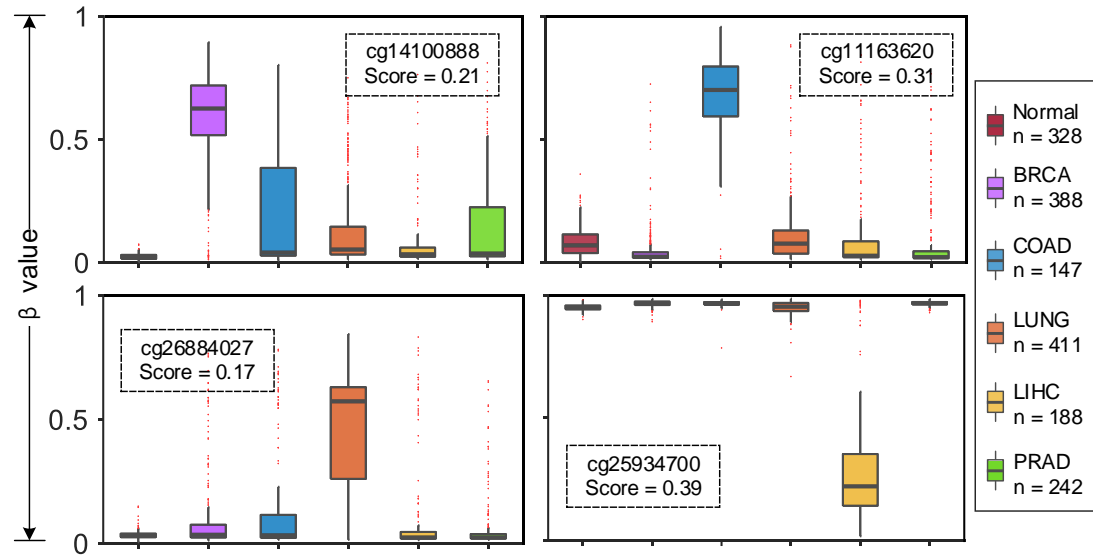 β value
1
0.5
0
cg14100888
Score = 0.21
cg11163620
Score = 0.31
1
0.5
0
cg26884027
Score = 0.17
cg25934700
Score = 0.39
Normal
n = 328
BRCA
n = 388
COAD
n = 147
LUNG
n = 411
LIHC
n = 188
PRAD
n = 242